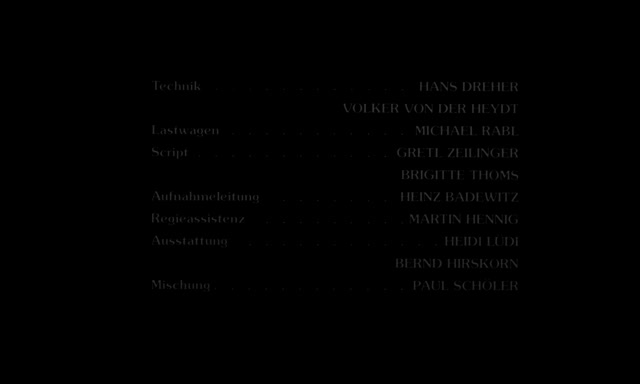 Technik . . . . . . . . . . . . HANS DREHER
VOLKER VON DER HEYDT
Lastwagen . . . . . . . . . . . MICHAEL RABL
Script . . . . . . . . . . . . GRETL ZEILINGER
BRIGITTE THOMS
Aufnahmeleitung . . . . . . . HEINZ BADEWITZ
Regieassistenz . . . . . . . . MARTIN HENNIG
Ausstattung . . . . . . . . . . . HEIDI LÜDI
BERND HIRSKORN
Mischung . . . . . . . . . . . . PAUL SCHÖLER